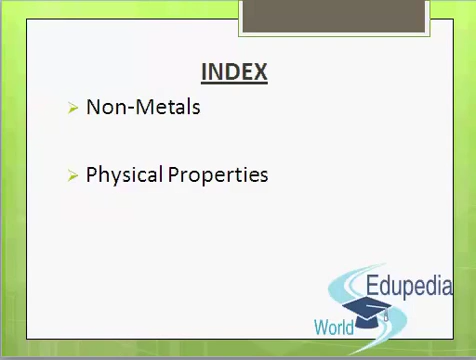 INDEX
Non-Metals
Physical Properties
Edupedia
World